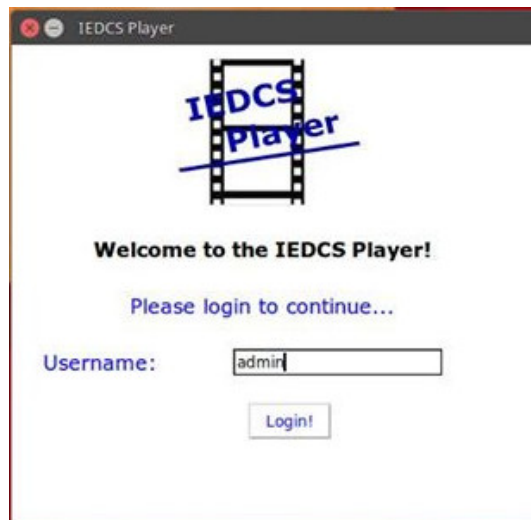 IEDCS Player
IEDCS
Player
Welcome to the IEDCS Player!
Please login to continue...
Username: admin
Login!